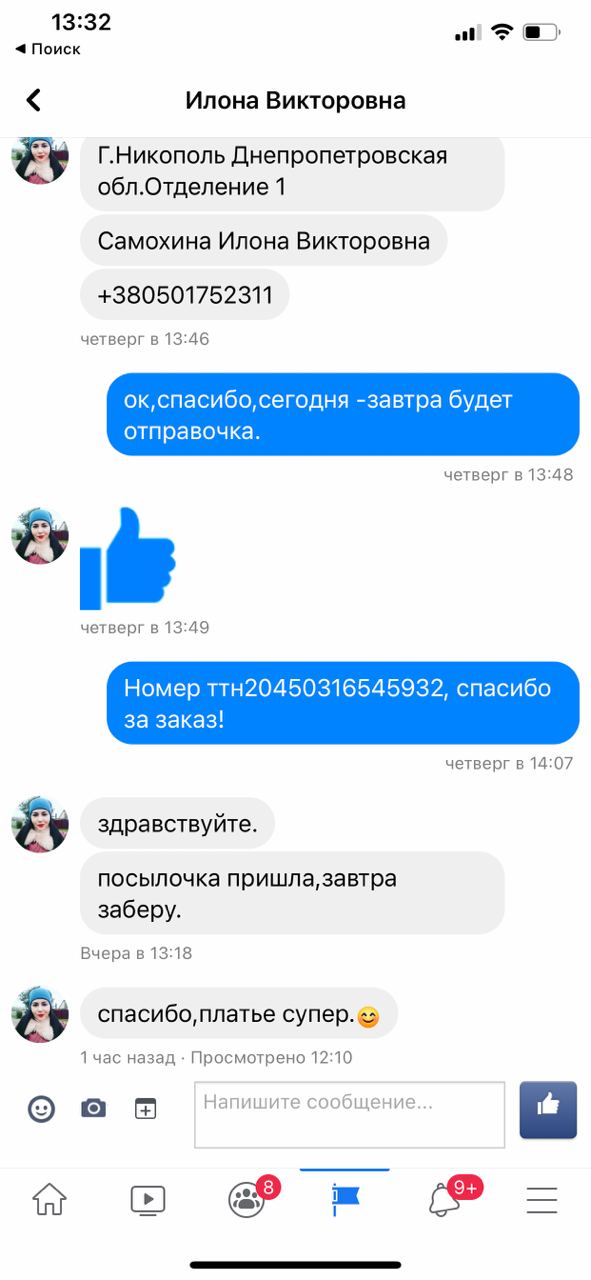 13:32
◀ Поиск
Илона Викторовна
Г.Никополь Днепропетровская
обл.Отделение 1
Самохина Илона Викторовна
+380501752311
четверг в 13:46
ок,спасибо,сегодня -завтра будет
отправочка.
четверг в 13:48
четверг в 13:49
Номер ттн20450316545932, спасибо
за заказ!
четверг в 14:07
здравствуйте.
посылочка пришла,завтра
заберу.
Вчера в 13:18
спасибо,платье супер.😊
1 час назад · Просмотрено 12:10
Напишите сообщение...
8
9+